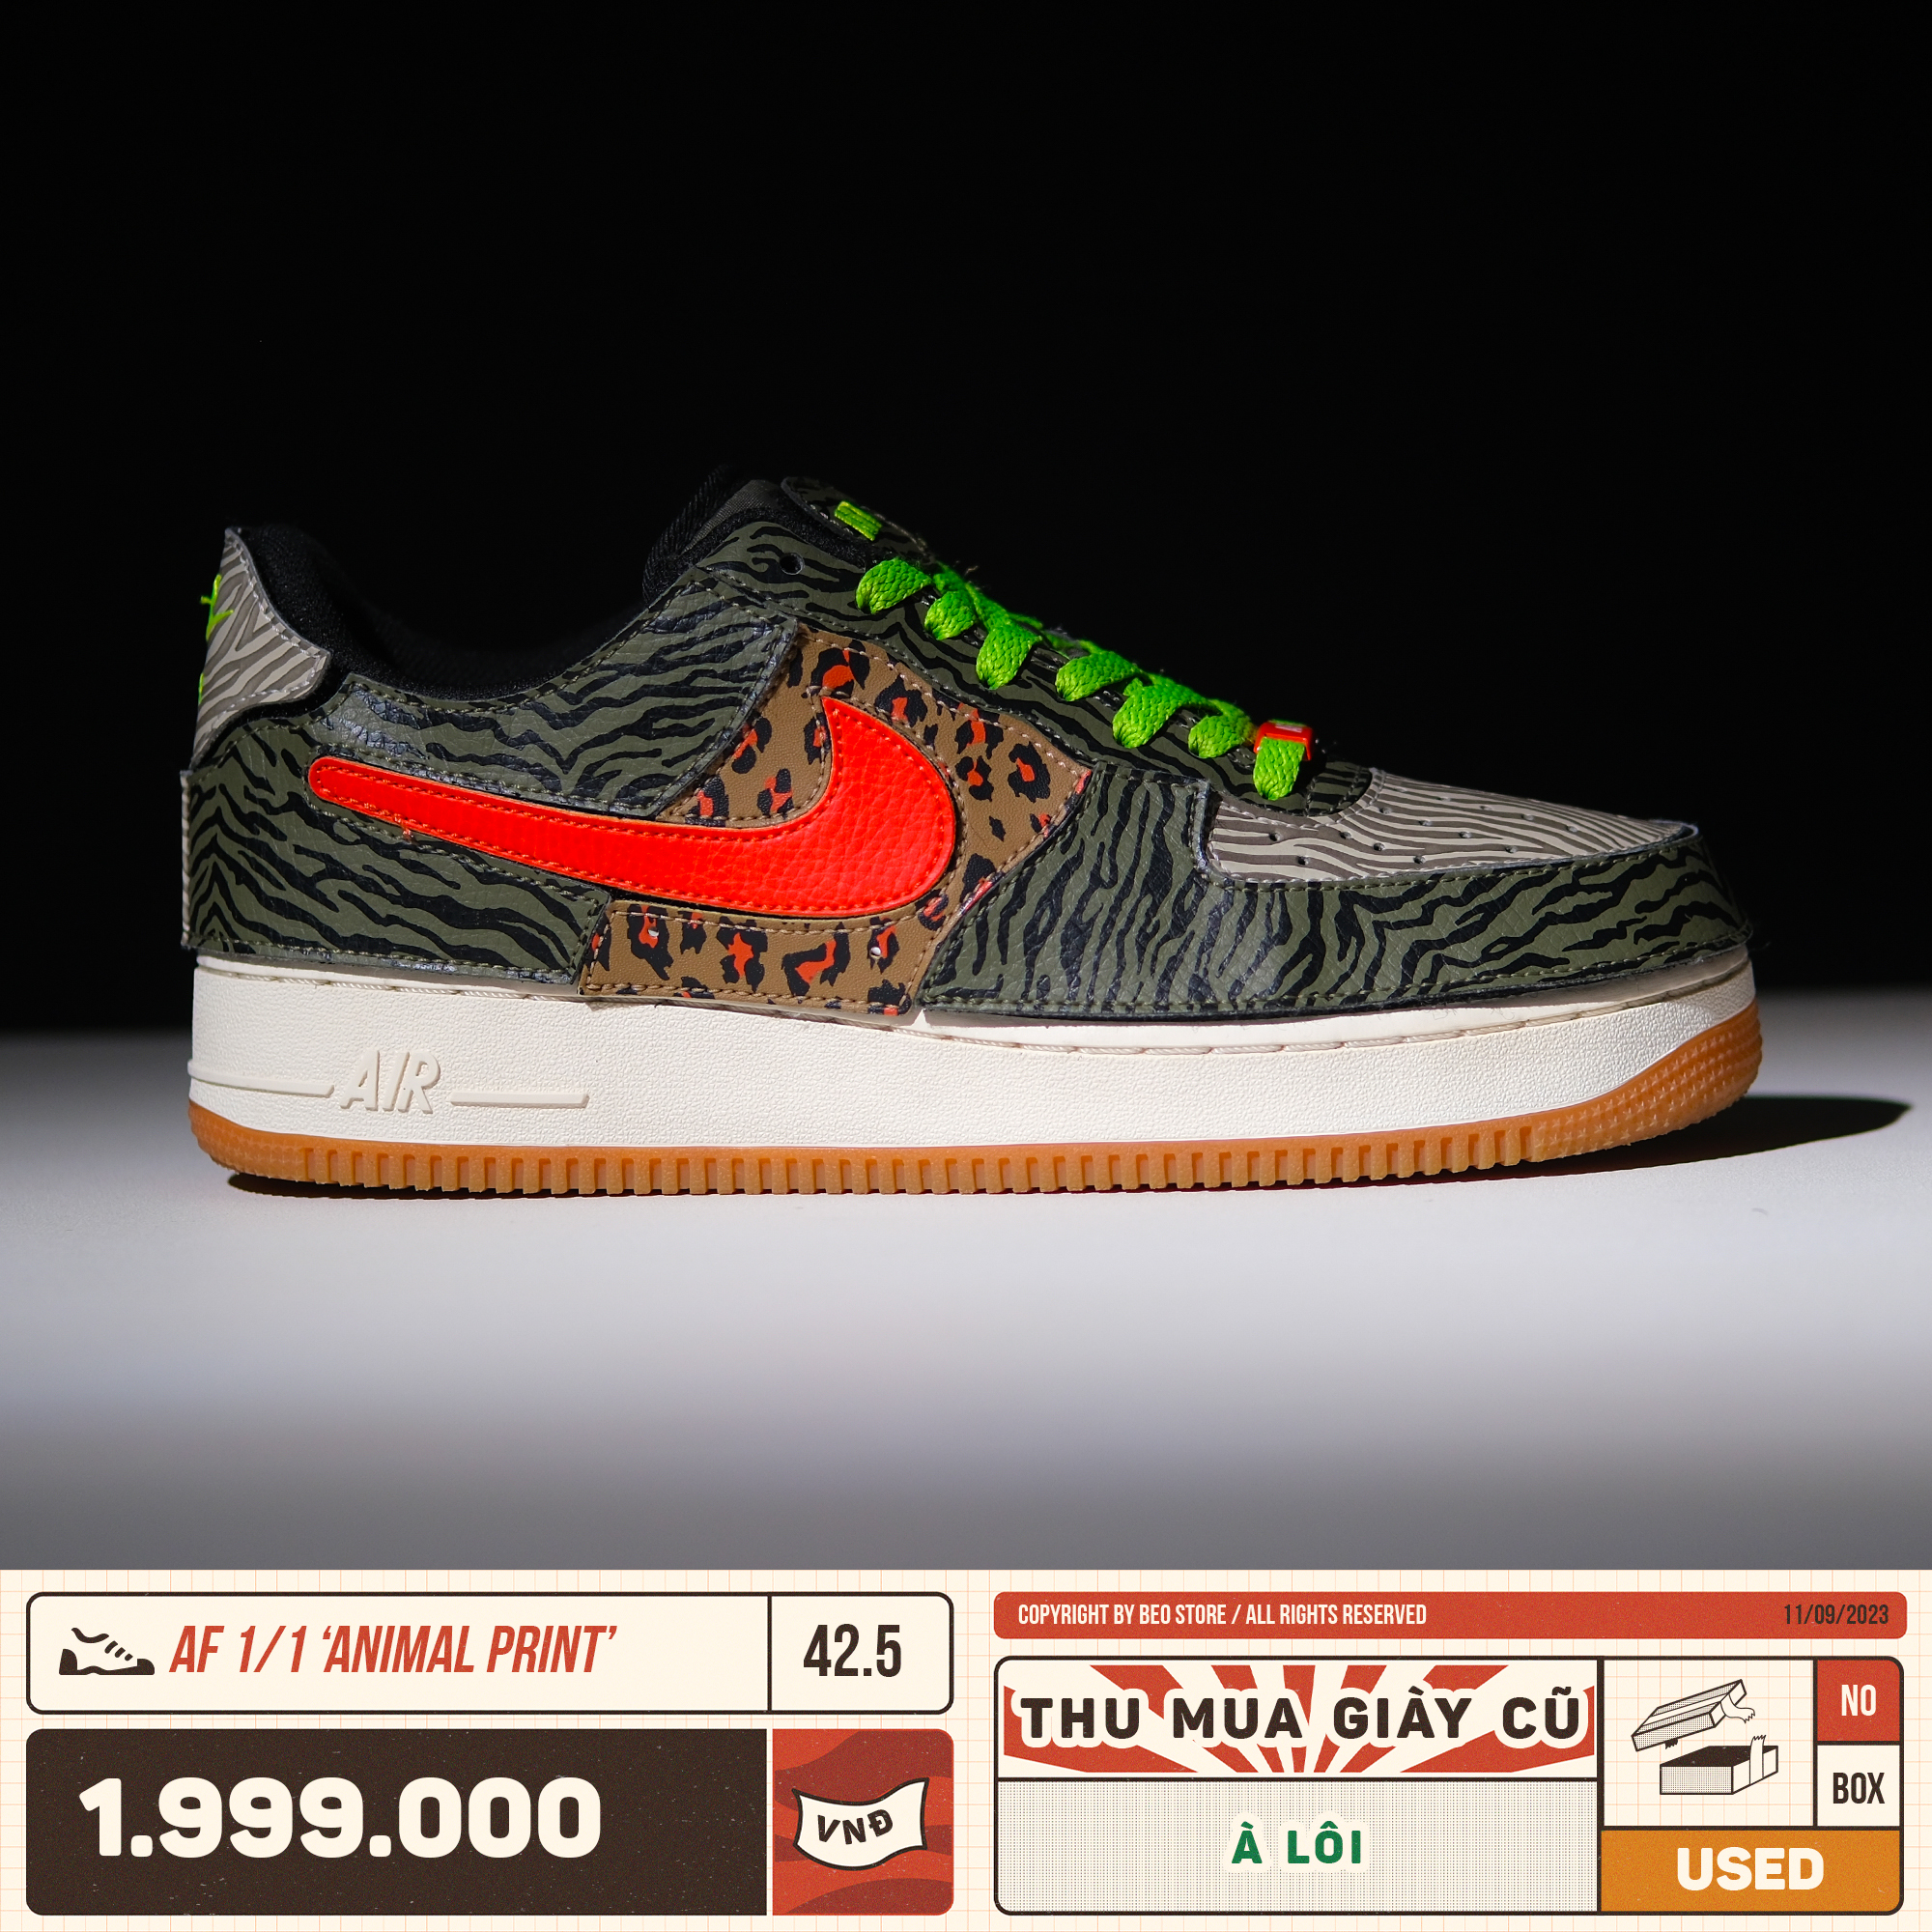 AIR
AF 1/1 ‘ANIMAL PRINT’
42.5
1.999.000
VNĐ
COPYRIGHT BY BEO STORE / ALL RIGHTS RESERVED
11/09/2023
THU MUA GIÀY CŨ
À LÔI
NO
BOX
USED